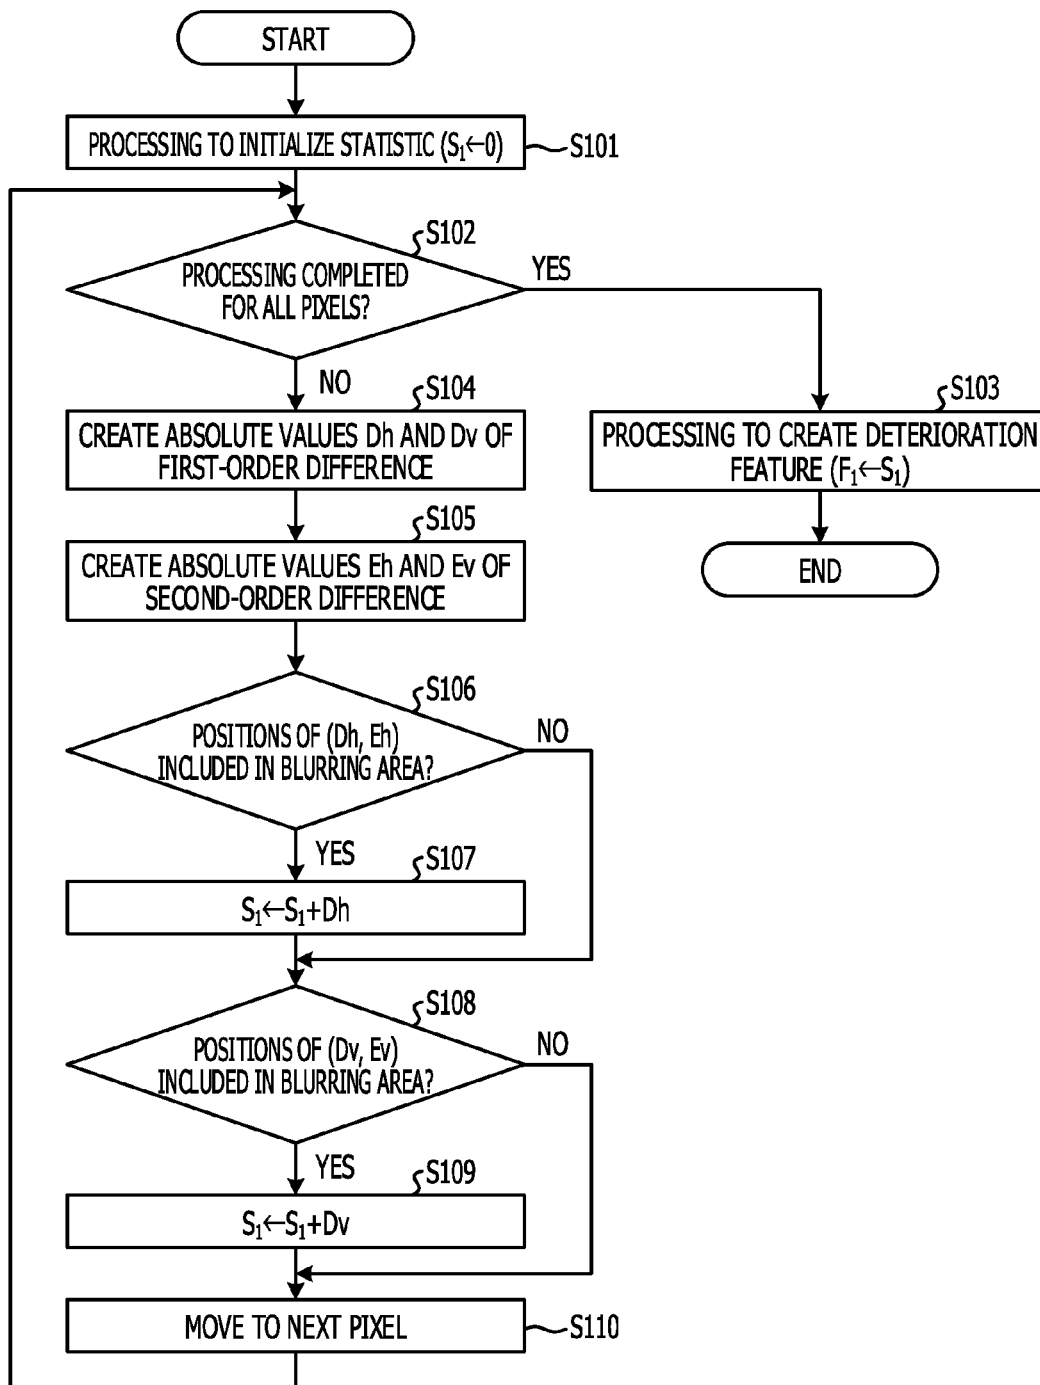 START
PROCESSING TO INITIALIZE STATISTIC (S₁←0)
S101
S102
PROCESSING COMPLETED
FOR ALL PIXELS?
YES
NO
S104
CREATE ABSOLUTE VALUES Dh AND Dv OF
FIRST-ORDER DIFFERENCE
S103
PROCESSING TO CREATE DETERIORATION
FEATURE (F₁←S₁)
S105
CREATE ABSOLUTE VALUES Eh AND Ev OF
SECOND-ORDER DIFFERENCE
END
S106
POSITIONS OF (Dh, Eh)
INCLUDED IN BLURRING AREA?
NO
YES
S107
S₁←S₁+Dh
S108
POSITIONS OF (Dv, Ev)
INCLUDED IN BLURRING AREA?
NO
YES
S109
S₁←S₁+Dv
MOVE TO NEXT PIXEL
S110